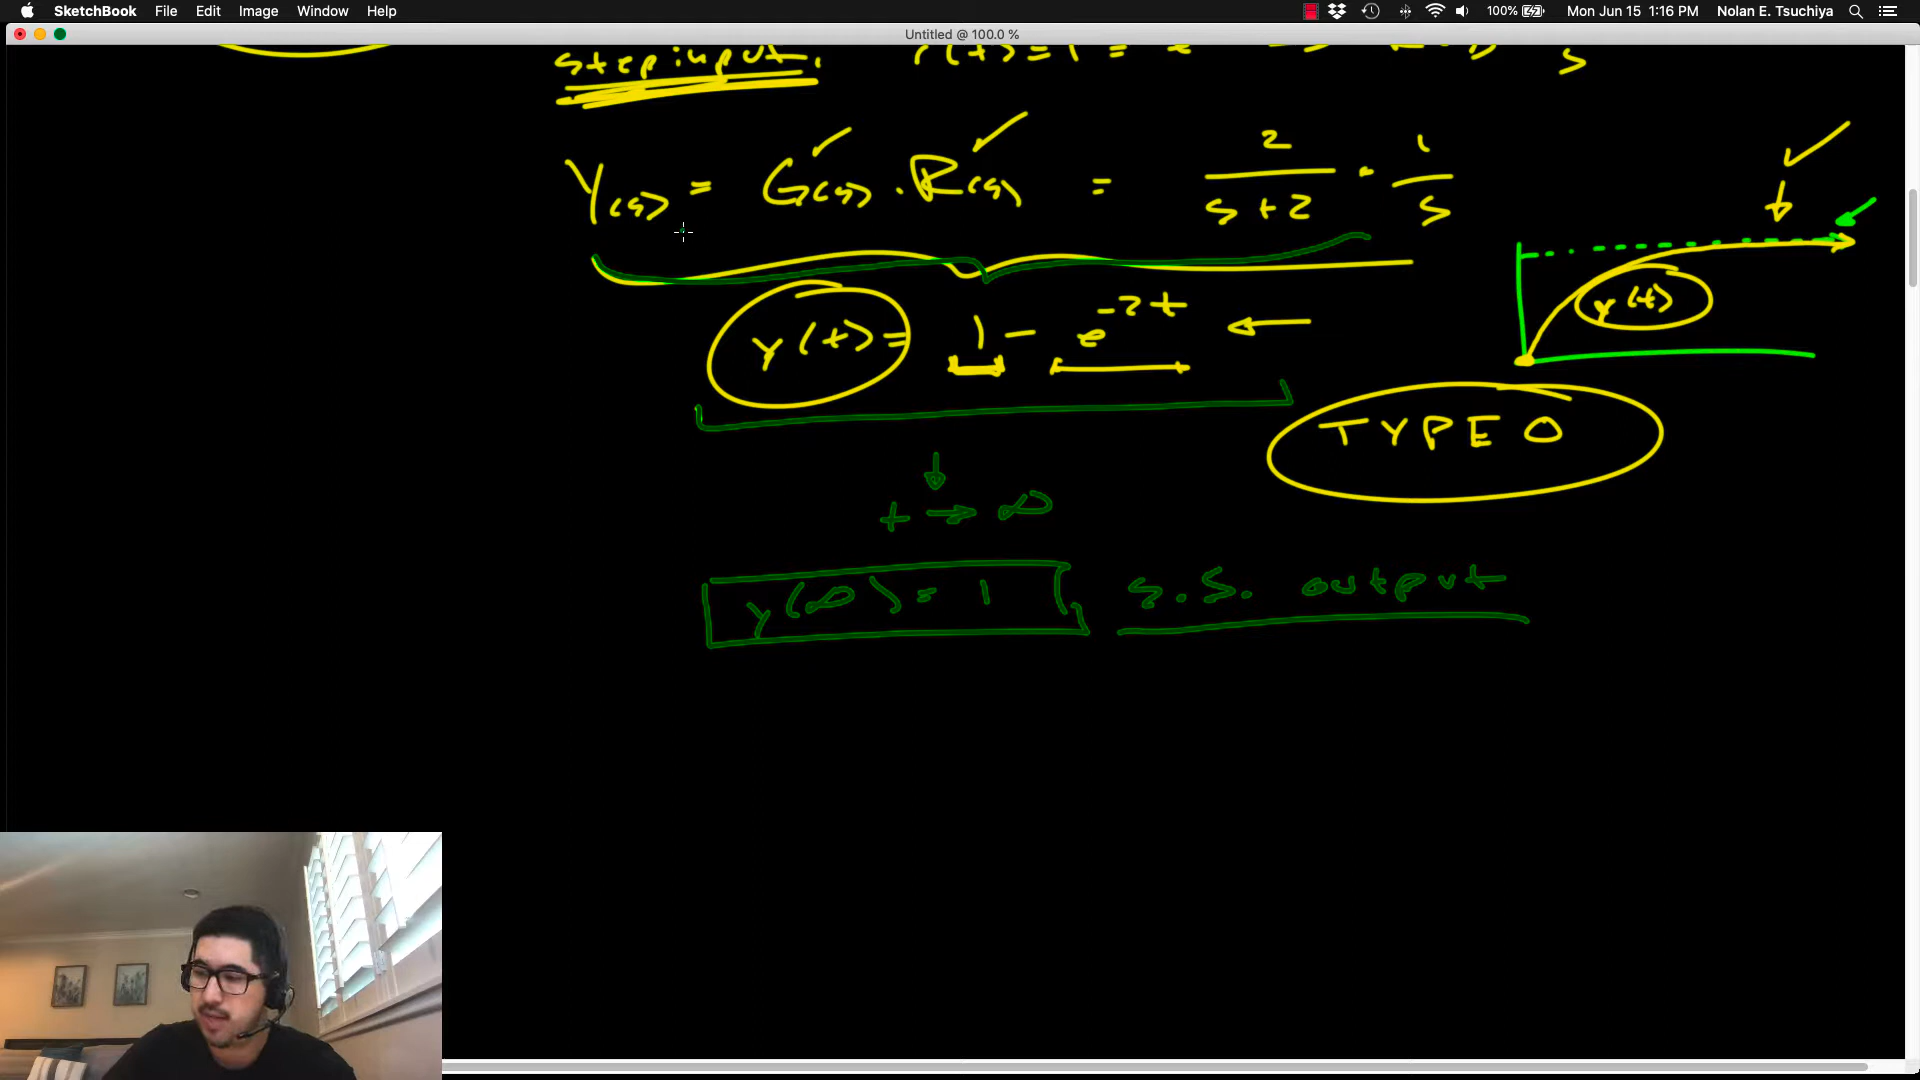 SketchBook File Edit Image Window Help 100% Mon Jun 15 1:16 PM Nolan E. Tsuchiya
Untitled @ 100.0 %
step input. r(t) = 1 =
Y(s) = G(s) . R(s) = 2/(s+2) · 1/s
y(t) = 1 - e^-2t ←
y(t)
TYPE 0
↓
t → ∞
y(∞) = 1 s.s. output